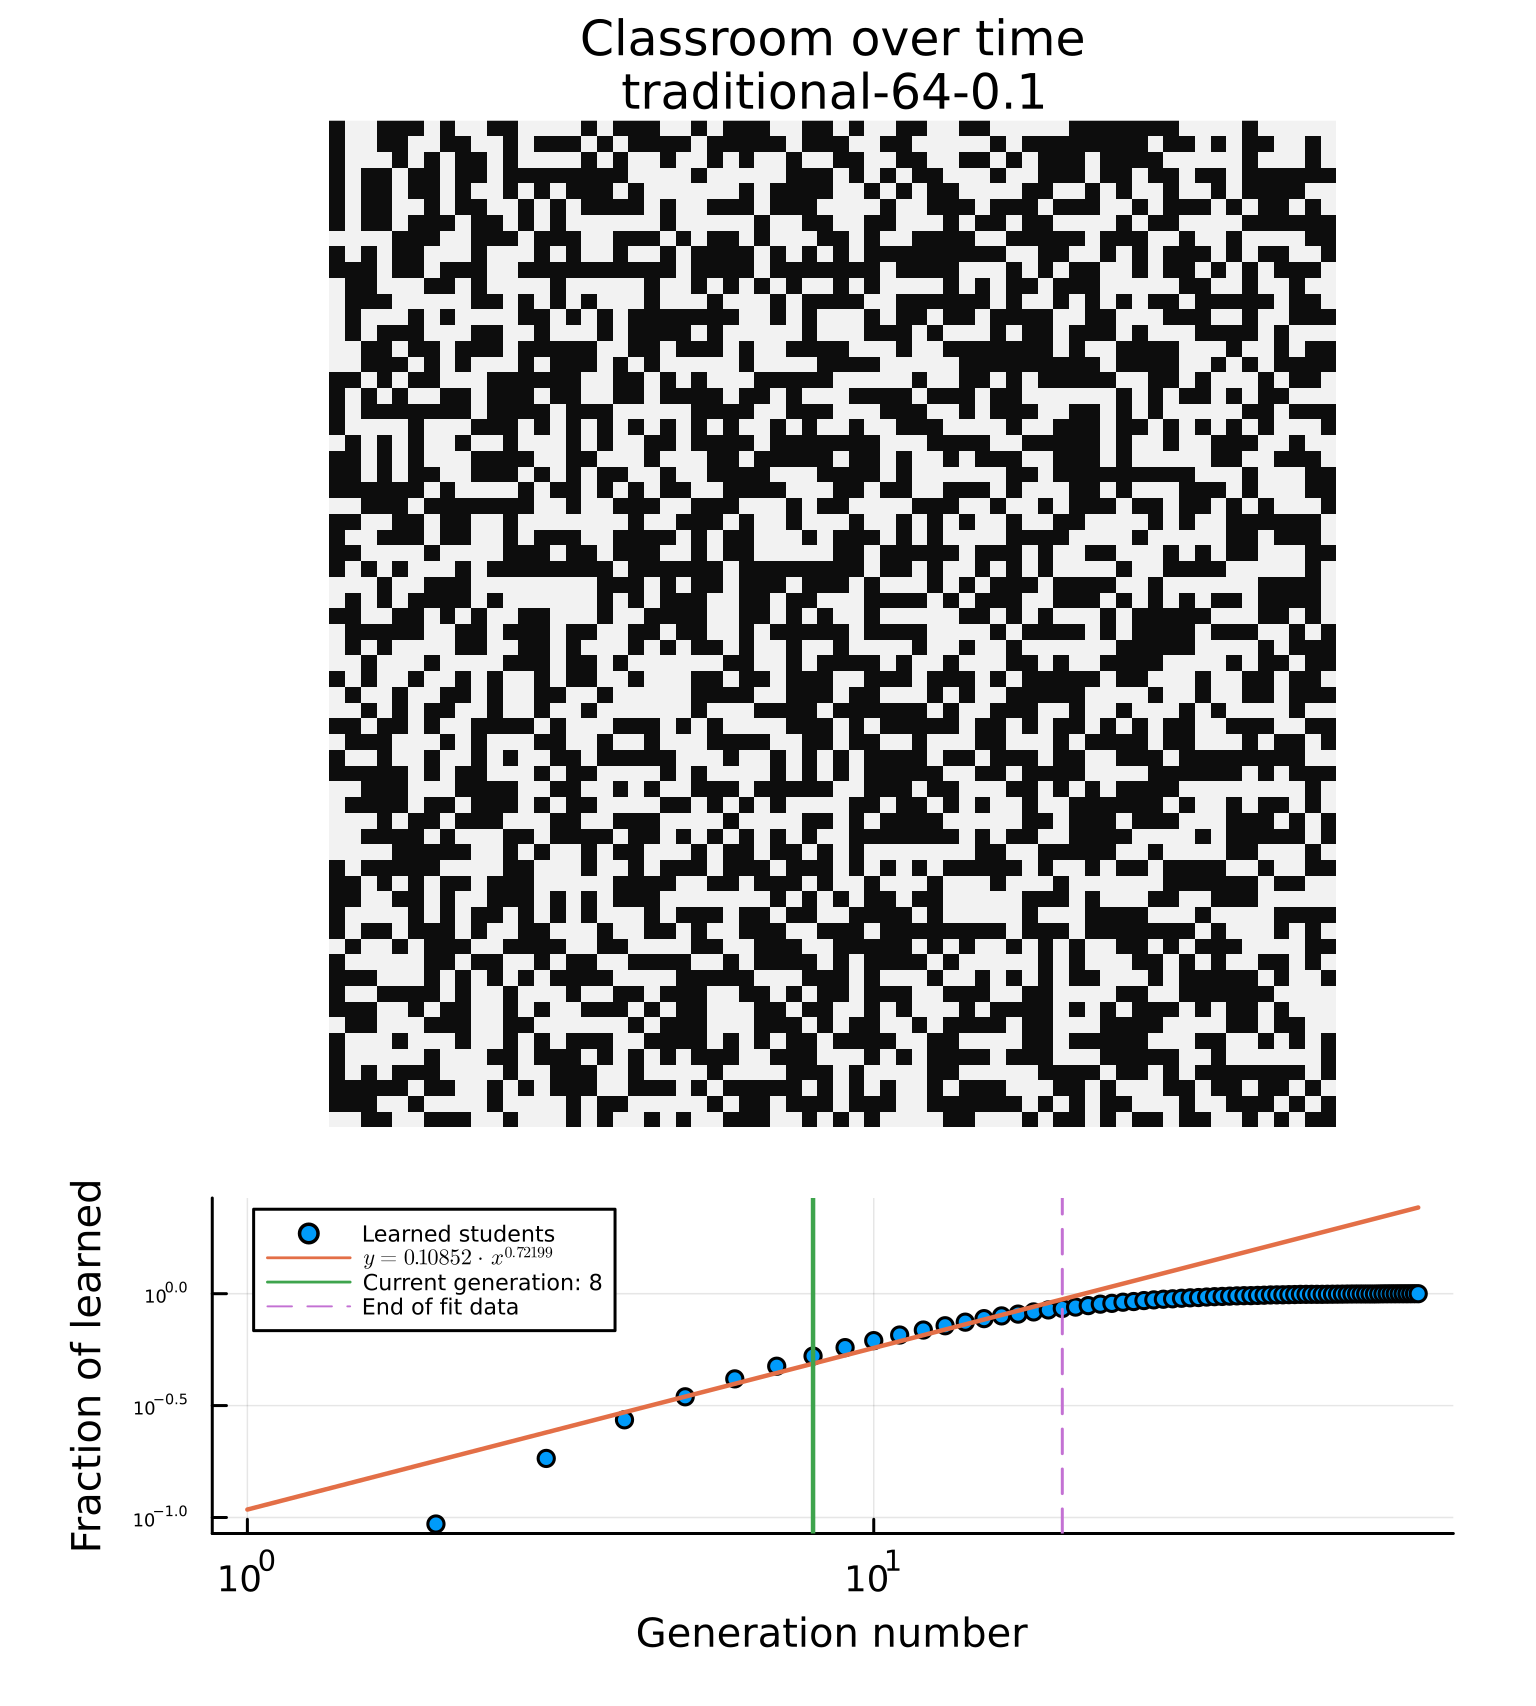 Classroom over time
traditional-64-0.1
Fraction of learned
Learned students
y = 0.10852 · x^0.72199
Current generation: 8
End of fit data
10^0.0
10^−0.5
10^−1.0
10^0
10^1
Generation number